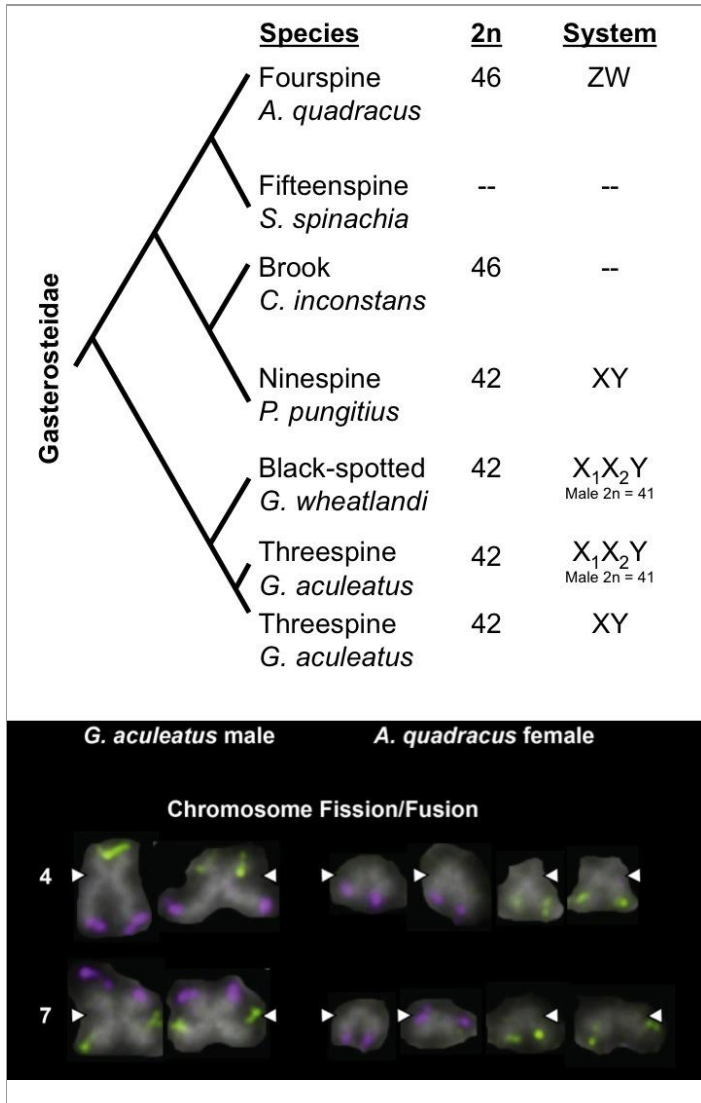 Species 2n System
Fourspine 46 ZW
A. quadracus
Fifteenspine -- --
S. spinachia
Brook 46 --
C. inconstans
Gasterosteidae
Ninespine 42 XY
P. pungitius
Black-spotted 42 X₁X₂Y
G. wheatlandi Male 2n = 41
Threespine 42 X₁X₂Y
G. aculeatus Male 2n = 41
Threespine 42 XY
G. aculeatus
G. aculeatus male A. quadracus female
Chromosome Fission/Fusion
4
7